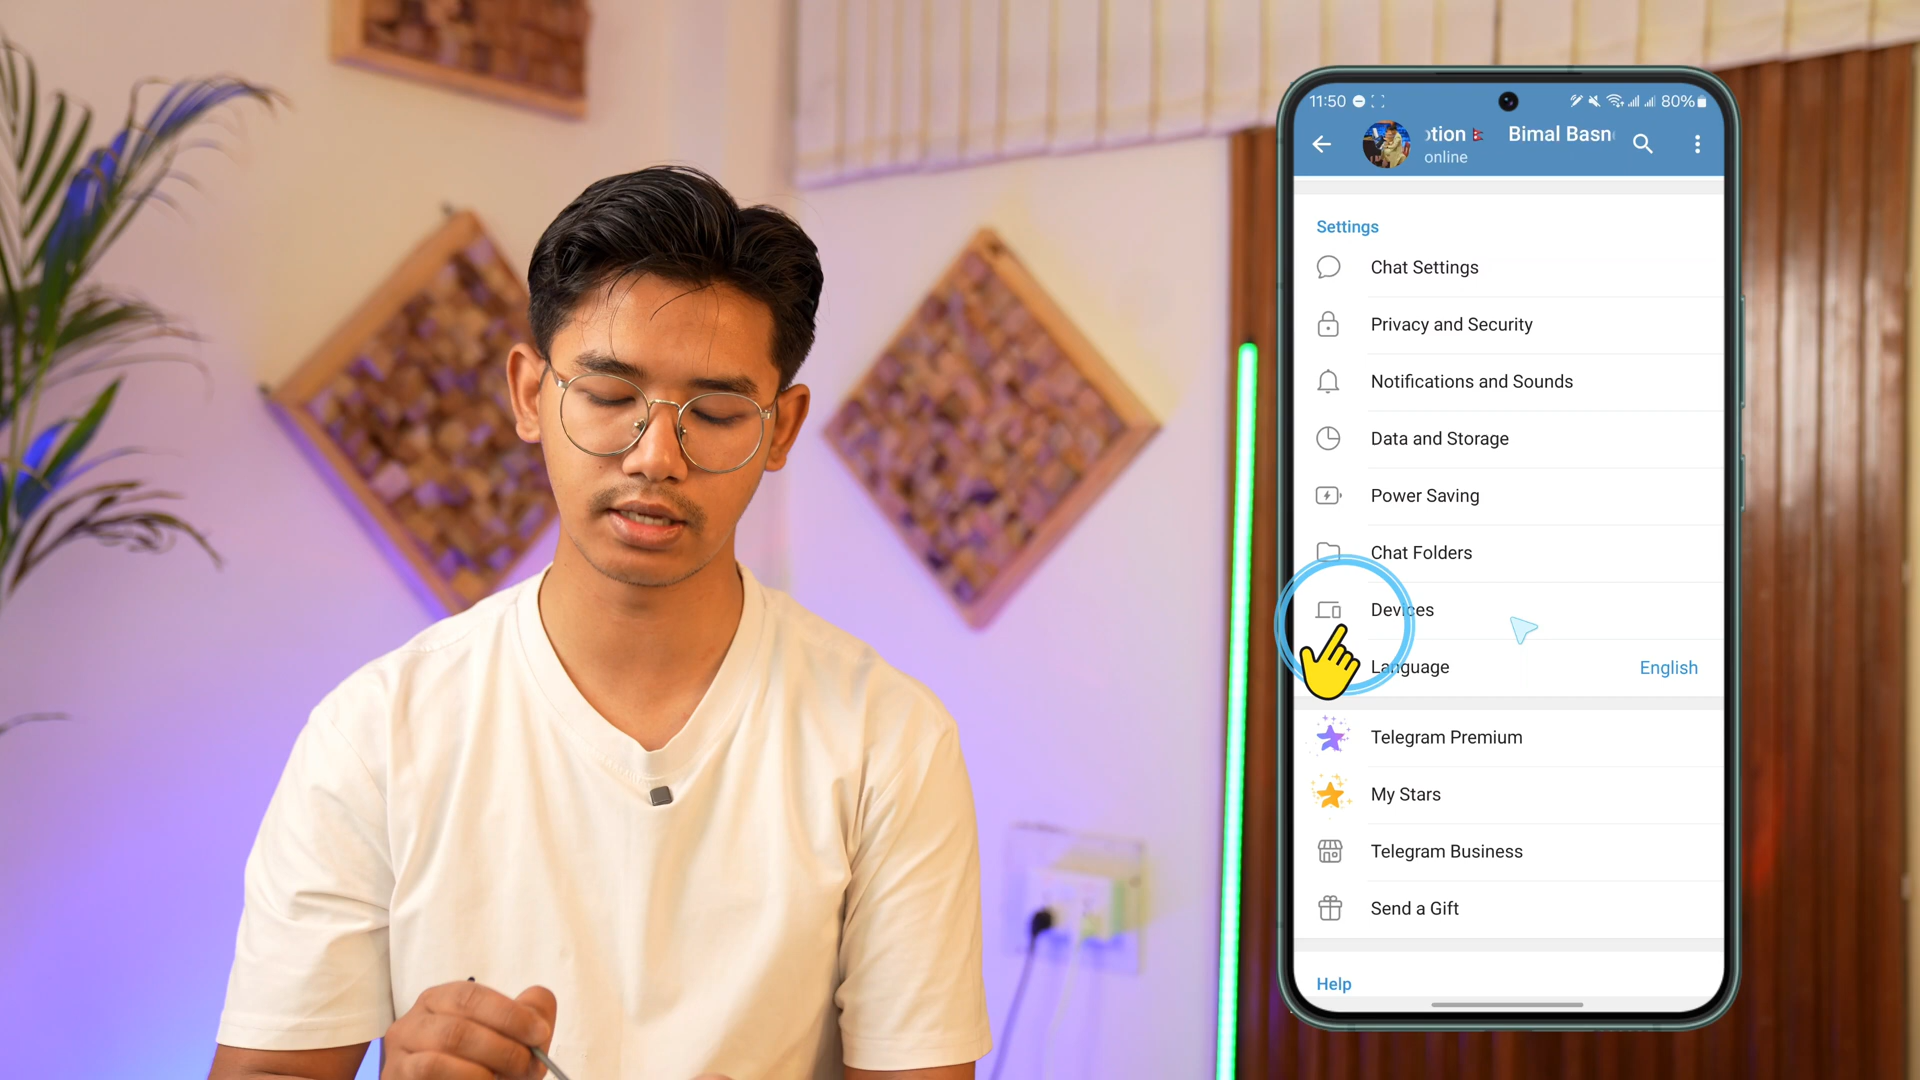 11:50 80%
otion 🇳🇵 Bimal Basn
online
Settings
Chat Settings
Privacy and Security
Notifications and Sounds
Data and Storage
Power Saving
Chat Folders
Devices
Language English
Telegram Premium
My Stars
Telegram Business
Send a Gift
Help